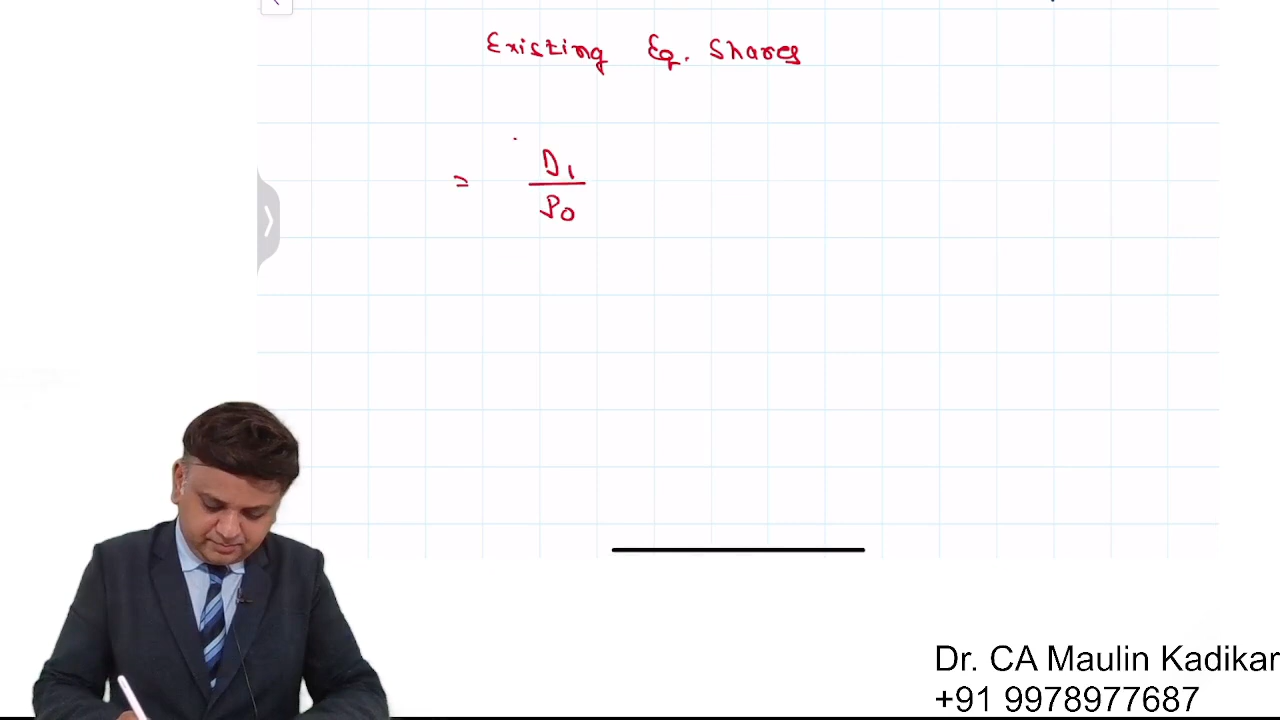 Existing Eq. Shares
= D1
P0
Dr. CA Maulin Kadikar
+91 9978977687